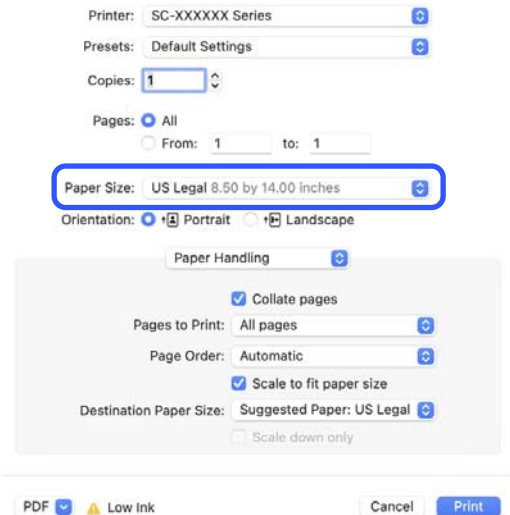 Printer: SC-XXXXXX Series
Presets: Default Settings
Copies: 1
Pages: All
From: 1 to: 1
Paper Size: US Legal 8.50 by 14.00 inches
Orientation: Portrait Landscape
Paper Handling
Collate pages
Pages to Print: All pages
Page Order: Automatic
Scale to fit paper size
Destination Paper Size: Suggested Paper: US Legal
Scale down only
PDF Low Ink Cancel Print